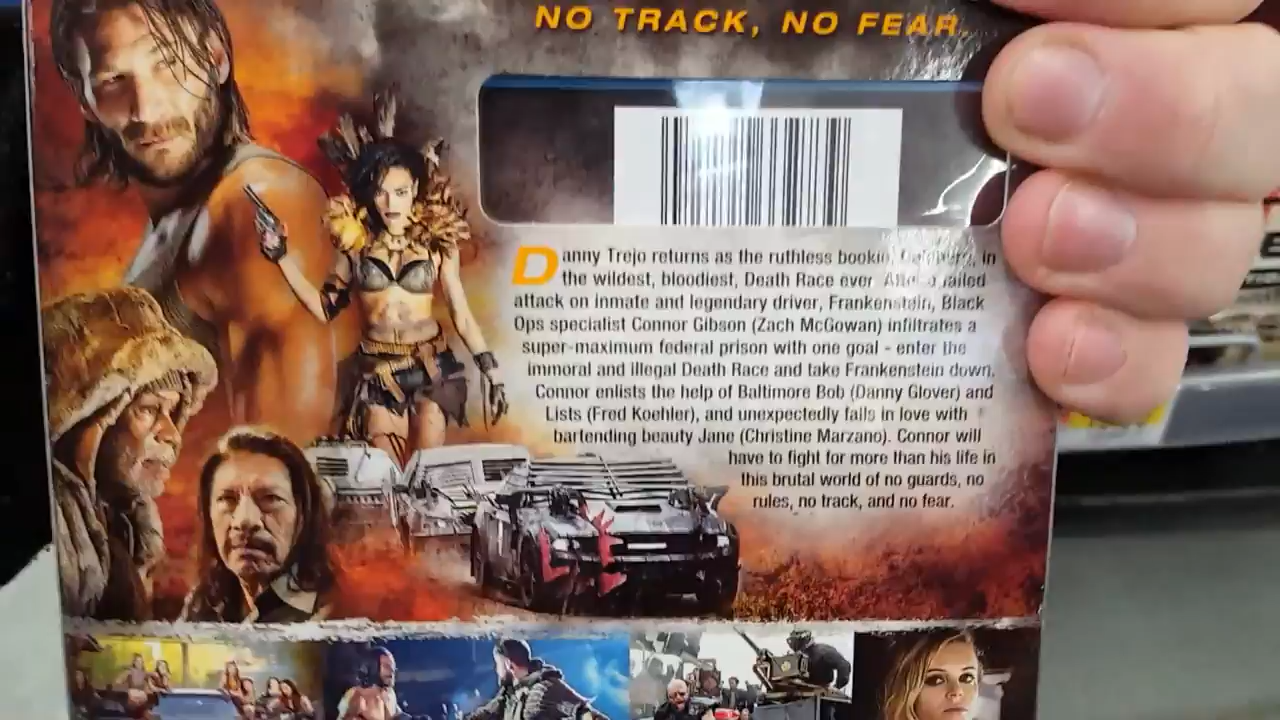 NO TRACK, NO FEAR.
Danny Trejo returns as the ruthless bookie, in
the wildest, bloodiest, Death Race ever. After a failed
attack on inmate and legendary driver, Frankenstein, Black
Ops specialist Connor Gibson (Zach McGowan) infiltrates a
super-maximum federal prison with one goal - enter the
immoral and illegal Death Race and take Frankenstein down.
Connor enlists the help of Baltimore Bob (Danny Glover) and
Lists (Fred Koehler), and unexpectedly falls in love with
bartending beauty Jane (Christine Marzano). Connor will
have to fight for more than his life in
this brutal world of no guards, no
rules, no track, and no fear.